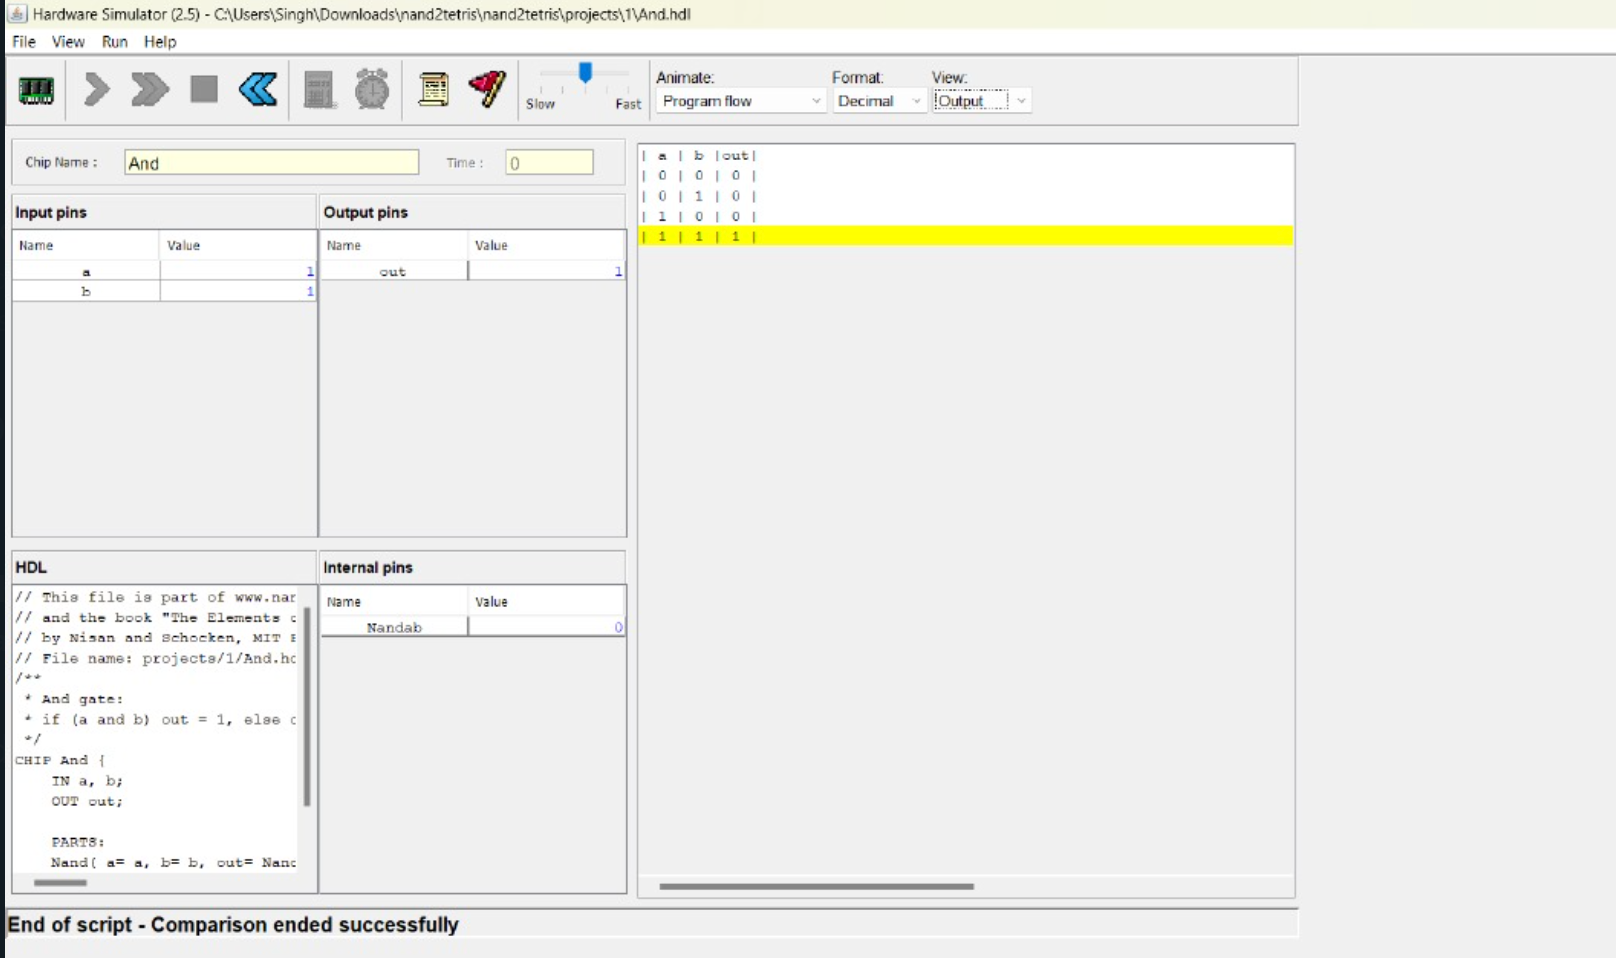 Hardware Simulator (2.5) - C:\Users\Singh\Downloads\nand2tetris\nand2tetris\projects\1\And.hdl
File View Run Help
Slow Fast
Animate: Format: View:
Program flow Decimal Output
Chip Name : And Time : 0
Input pins Output pins
Name Value Name Value
a 1 out 1
b 1
| a | b |out|
| 0 | 0 | 0 |
| 0 | 1 | 0 |
| 1 | 0 | 0 |
| 1 | 1 | 1 |
HDL
// This file is part of www.nar
// and the book "The Elements
// by Nisan and Schocken, MIT
// File name: projects/1/And.hd
/**
* And gate:
* if (a and b) out = 1, else
*/
CHIP And {
IN a, b;
OUT out;
PARTS:
Nand( a= a, b= b, out= Nand
Internal pins
Name Value
Nandab 0
End of script - Comparison ended successfully